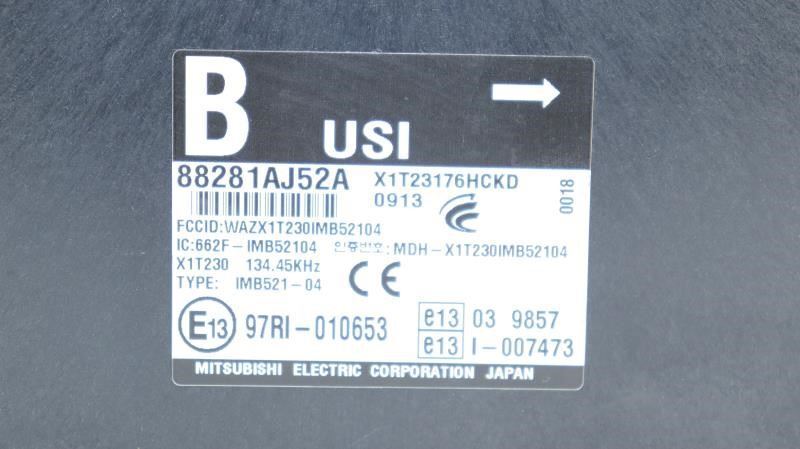 B
USI
88281AJ52A X1T23176HCKD
0913
0018
FCCID:WAZX1T230IMB52104
IC:662F-IMB52104 인증번호:MDH-X1T230IMB52104
X1T230 134.45KHz
TYPE: IMB521-04
CE
E13 97RI-010653
e13 03 9857
e13 I-007473
MITSUBISHI ELECTRIC CORPORATION JAPAN